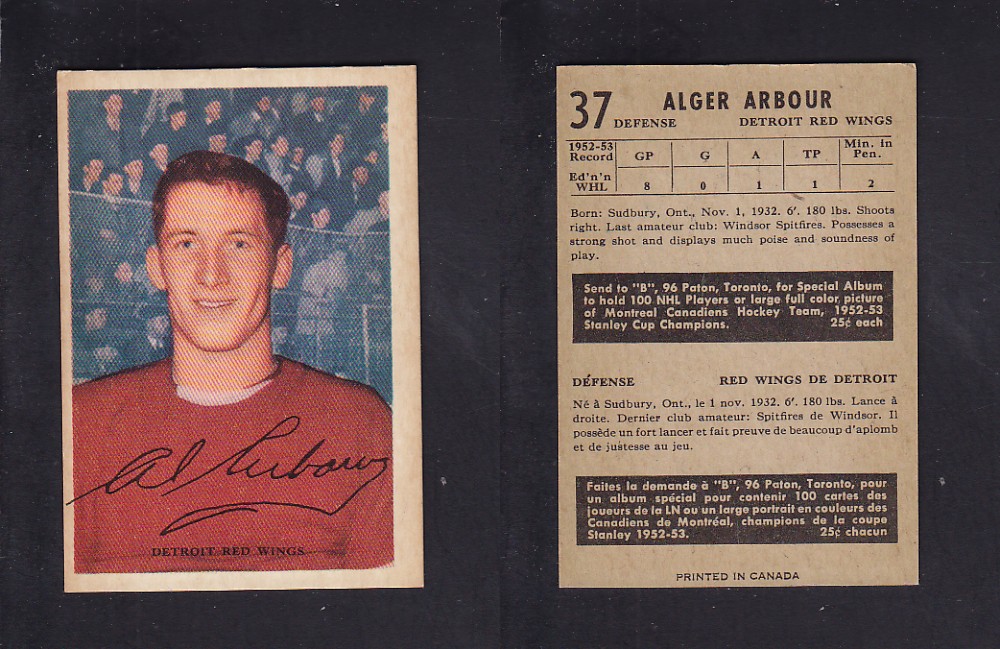 Al Arbour
DETROIT RED WINGS
37 ALGER ARBOUR
DEFENSE DETROIT RED WINGS
1952-53 Record GP G A TP Min. in Pen.
Ed'n'n WHL 8 0 1 1 2
Born: Sudbury, Ont., Nov. 1, 1932. 6'. 180 lbs. Shoots
right. Last amateur club: Windsor Spitfires. Possesses a
strong shot and displays much poise and soundness of
play.
Send to "B", 96 Paton, Toronto, for Special Album
to hold 100 NHL Players or large full color picture
of Montreal Canadiens Hockey Team, 1952-53
Stanley Cup Champions. 25¢ each
DÉFENSE RED WINGS DE DETROIT
Né à Sudbury, Ont., le 1 nov. 1932. 6'. 180 lbs. Lance à
droite. Dernier club amateur: Spitfires de Windsor. Il
possède un fort lancer et fait preuve de beaucoup d'aplomb
et de justesse au jeu.
Faites la demande à "B", 96 Paton, Toronto, pour
un album spécial pour contenir 100 cartes des
joueurs de la LN ou un large portrait en couleurs des
Canadiens de Montréal, champions de la coupe
Stanley 1952-53. 25¢ chacun
PRINTED IN CANADA